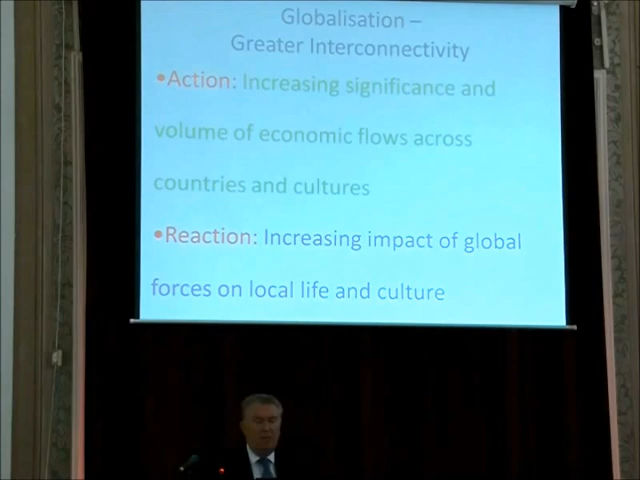 Globalisation –
Greater Interconnectivity
•Action: Increasing significance and
volume of economic flows across
countries and cultures
•Reaction: Increasing impact of global
forces on local life and culture